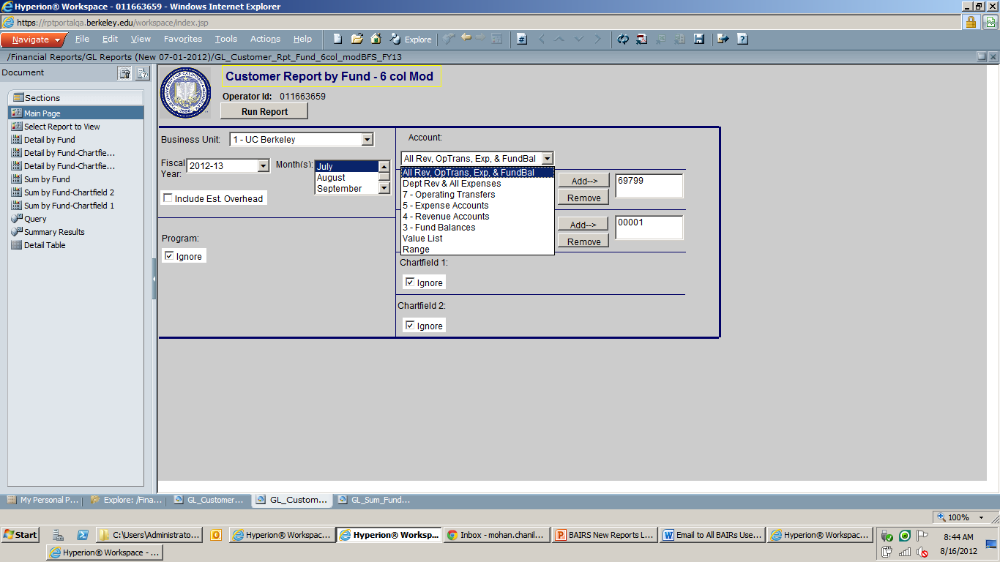 Hyperion® Workspace - 011663659 - Windows Internet Explorer
https://rptportalqa.berkeley.edu/workspace/index.jsp
Navigate File Edit View Favorites Tools Actions Help Explore
/Financial Reports/GL Reports (New 07-01-2012)/GL_Customer_Rpt_Fund_6col_modBFS_FY13
Document
Sections
Main Page
Select Report to View
Detail by Fund
Detail by Fund-Chartfie...
Detail by Fund-Chartfie...
Sum by Fund
Sum by Fund-Chartfield 2
Sum by Fund-Chartfield 1
Query
Summary Results
Detail Table
Customer Report by Fund - 6 col Mod
Operator Id: 011663659
Run Report
Business Unit: 1 - UC Berkeley
Fiscal Year: 2012-13
Month(s): July
August
September
Include Est. Overhead
Program:
Ignore
Account:
All Rev, OpTrans, Exp, & FundBal
All Rev, OpTrans, Exp, & FundBal
Dept Rev & All Expenses
7 - Operating Transfers
5 - Expense Accounts
4 - Revenue Accounts
3 - Fund Balances
Value List
Range
Add-->
Remove
69799
Add-->
Remove
00001
Chartfield 1:
Ignore
Chartfield 2:
Ignore
My Personal P... Explore: /Fina... GL_Customer... GL_Custom... GL_Sum_Fund...
100%
Start C:\Users\Administrato... Hyperion® Workspac... Hyperion® Worksp... Inbox - mohan.chanil... BAIRS New Reports L... Email to All BAIRs Use... Hyperion® Workspac... 8:44 AM
Hyperion® Workspace - ... 8/16/2012